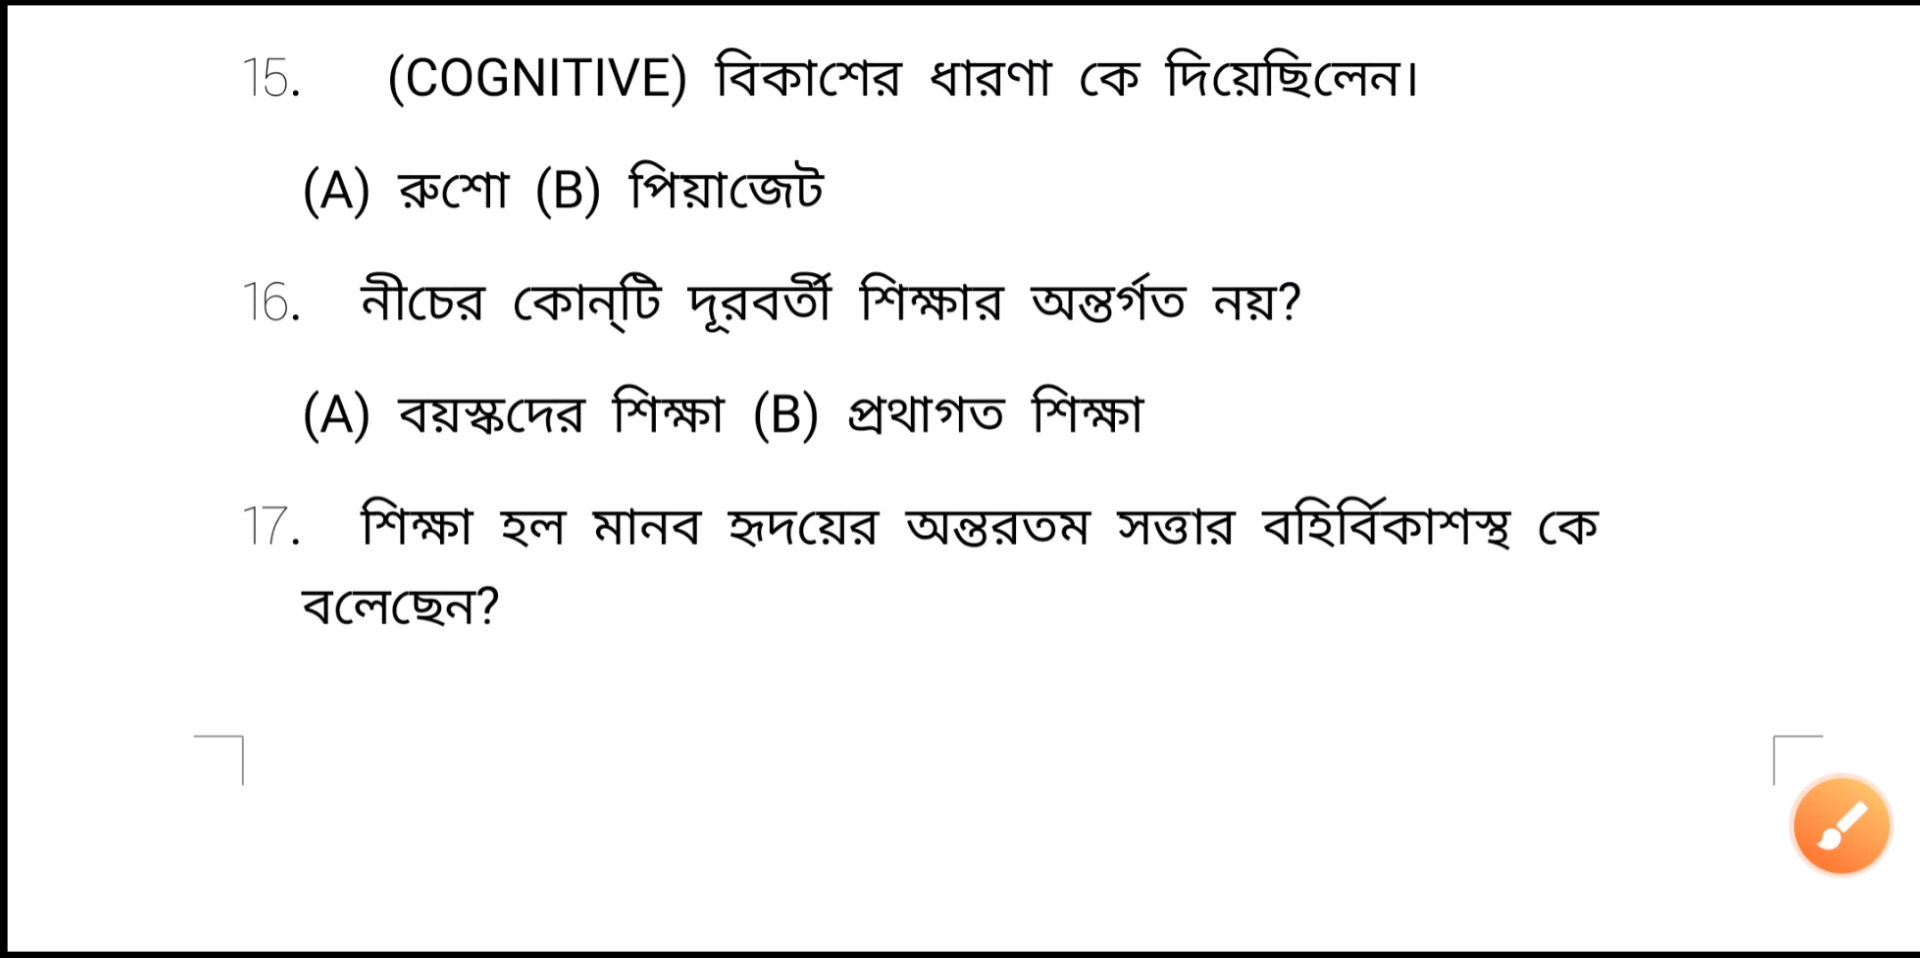 15. (COGNITIVE) বিকাশের ধারণা কে দিয়েছিলেন।
(A) রুশো (B) পিয়াজেট
16. নীচের কোন্‌টি দূরবর্তী শিক্ষার অন্তর্গত নয়?
(A) বয়স্কদের শিক্ষা (B) প্রথাগত শিক্ষা
17. শিক্ষা হল মানব হৃদয়ের অন্তরতম সত্তার বহির্বিকাশস্থ কে
বলেছেন?